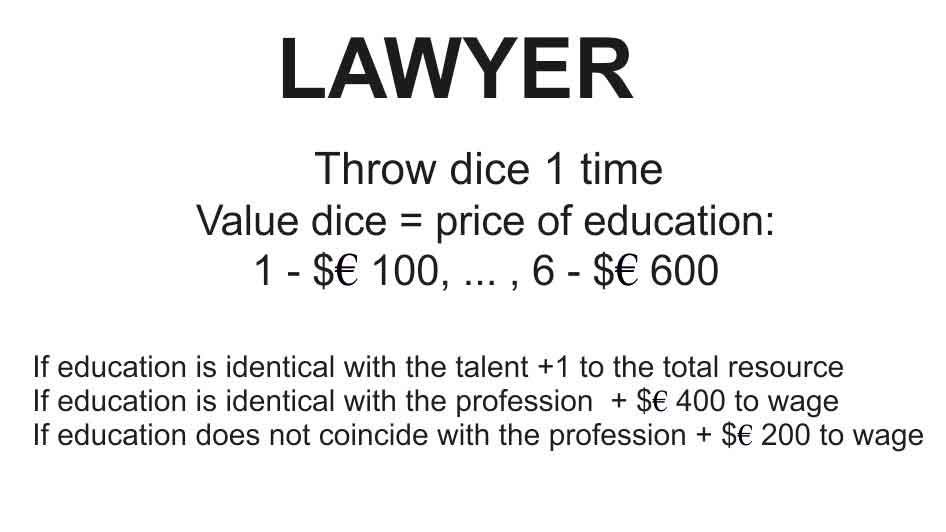 LAWYER
Throw dice 1 time
Value dice = price of education:
1 - $€ 100, ... , 6 - $€ 600
If education is identical with the talent +1 to the total resource
If education is identical with the profession + $€ 400 to wage
If education does not coincide with the profession + $€ 200 to wage